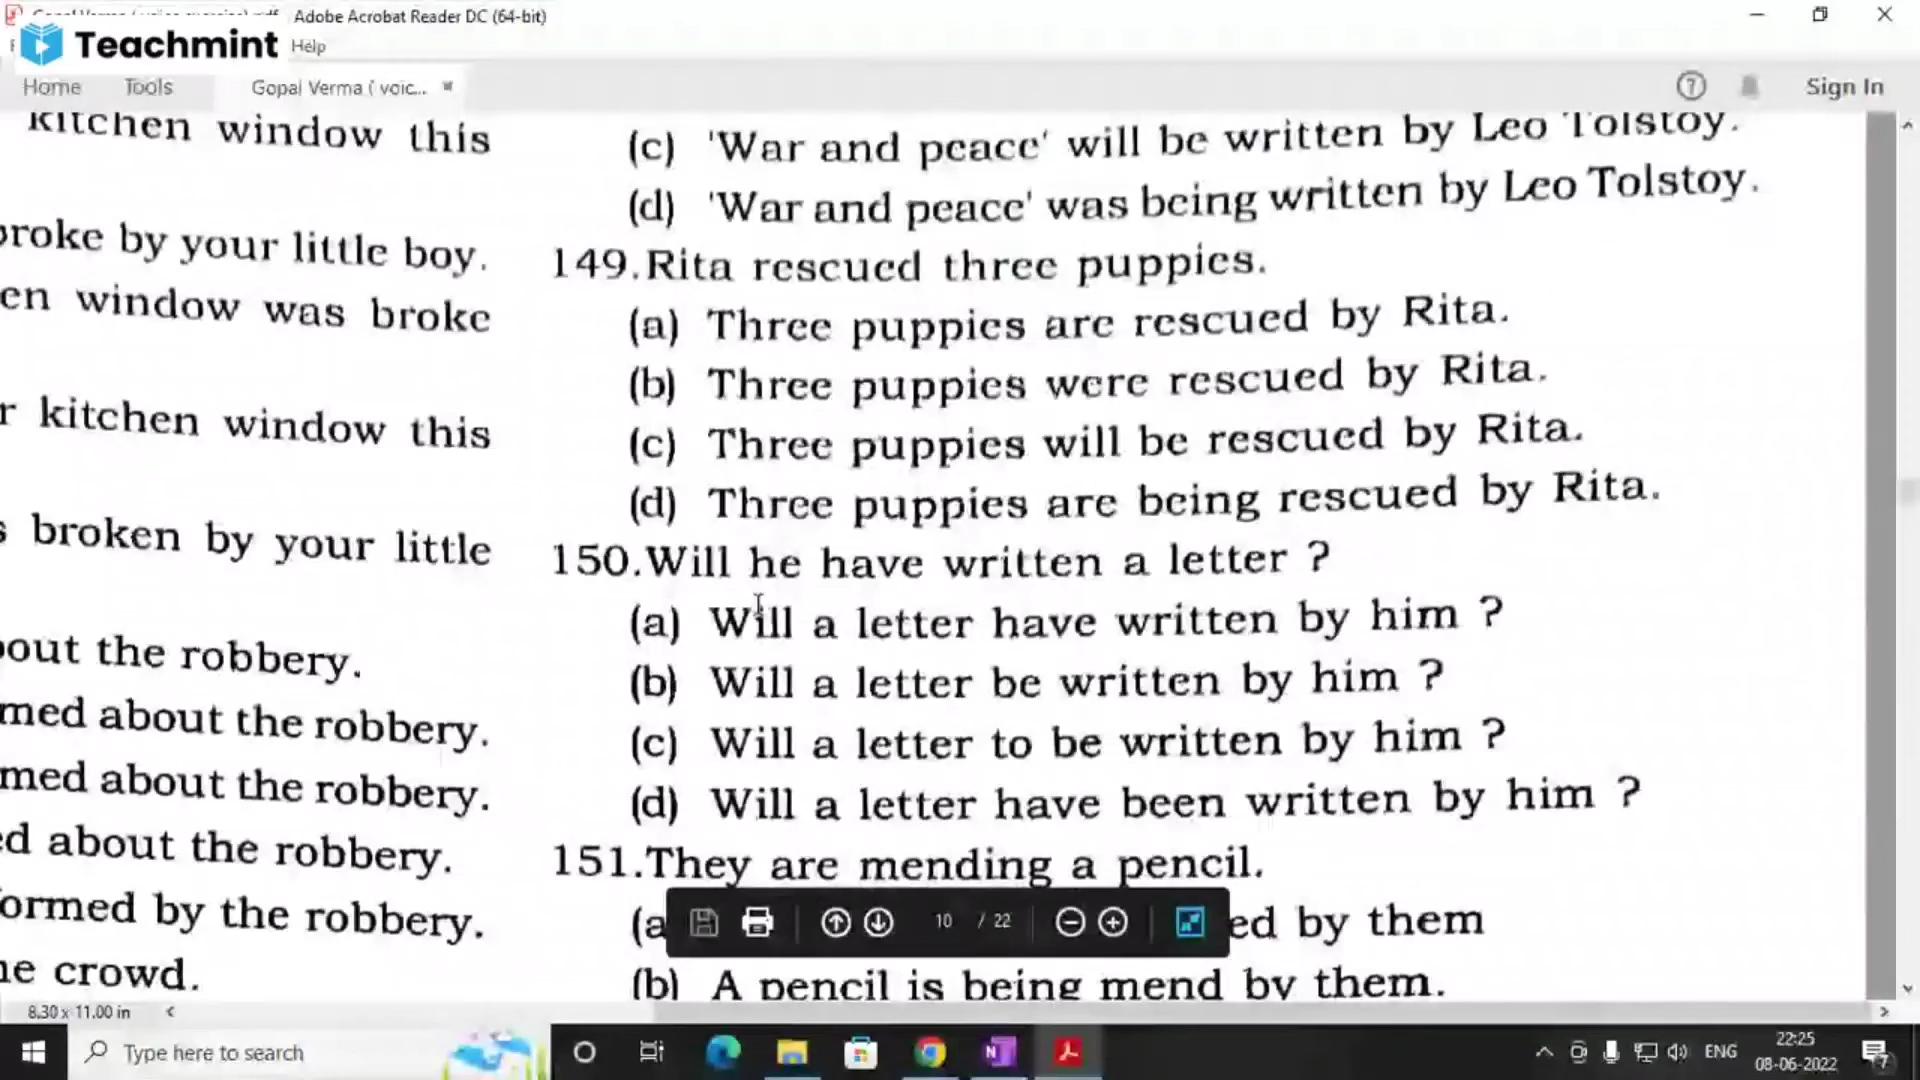 Adobe Acrobat Reader DC (64-bit)
Teachmint
Help
Home Tools Gopal Verma ( voic... Sign In
kitchen window this
broke by your little boy.
en window was broke
r kitchen window this
s broken by your little
out the robbery.
med about the robbery.
med about the robbery.
ed about the robbery.
formed by the robbery.
he crowd.
(c) 'War and peace' will be written by Leo Tolstoy.
(d) 'War and peace' was being written by Leo Tolstoy.
149.Rita rescued three puppies.
(a) Three puppies are rescued by Rita.
(b) Three puppies were rescued by Rita.
(c) Three puppies will be rescued by Rita.
(d) Three puppies are being rescued by Rita.
150.Will he have written a letter ?
(a) Will a letter have written by him ?
(b) Will a letter be written by him ?
(c) Will a letter to be written by him ?
(d) Will a letter have been written by him ?
151.They are mending a pencil.
(a ed by them
(b) A pencil is being mend by them.
10 / 22
8.30 x 11.00 in
Type here to search
ENG
22:25
08-06-2022
7